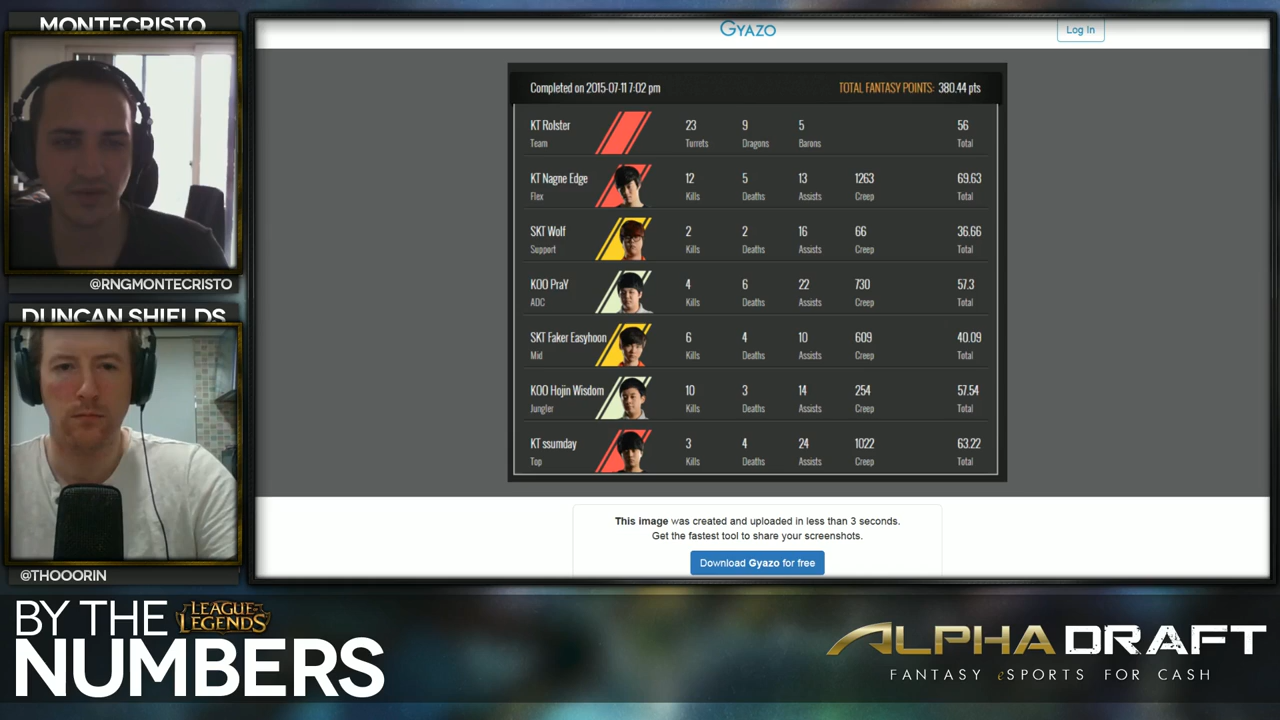 MONTECRISTO
@RNGMONTECRISTO
DUNCAN SHIELDS
@THOOORIN
GYAZO
Log in
Completed on 2015-07-11 7:02 pm TOTAL FANTASY POINTS: 380.44 pts
KT Rolster 23 9 5 56
Team Turrets Dragons Barons Total
KT Nagne Edge 12 5 13 1263 69.63
Flex Kills Deaths Assists Creep Total
SKT Wolf 2 2 16 66 36.66
Support Kills Deaths Assists Creep Total
KOO PraY 4 6 22 730 57.3
ADC Kills Deaths Assists Creep Total
SKT Faker Easyhoon 6 4 10 609 40.09
Mid Kills Deaths Assists Creep Total
KOO Hojin Wisdom 10 3 14 254 57.54
Jungler Kills Deaths Assists Creep Total
KT ssumday 3 4 24 1022 63.22
Top Kills Deaths Assists Creep Total
This image was created and uploaded in less than 3 seconds.
Get the fastest tool to share your screenshots.
Download Gyazo for free
BY THE LEAGUE OF LEGENDS
NUMBERS
ALPHADRAFT
FANTASY eSPORTS FOR CASH